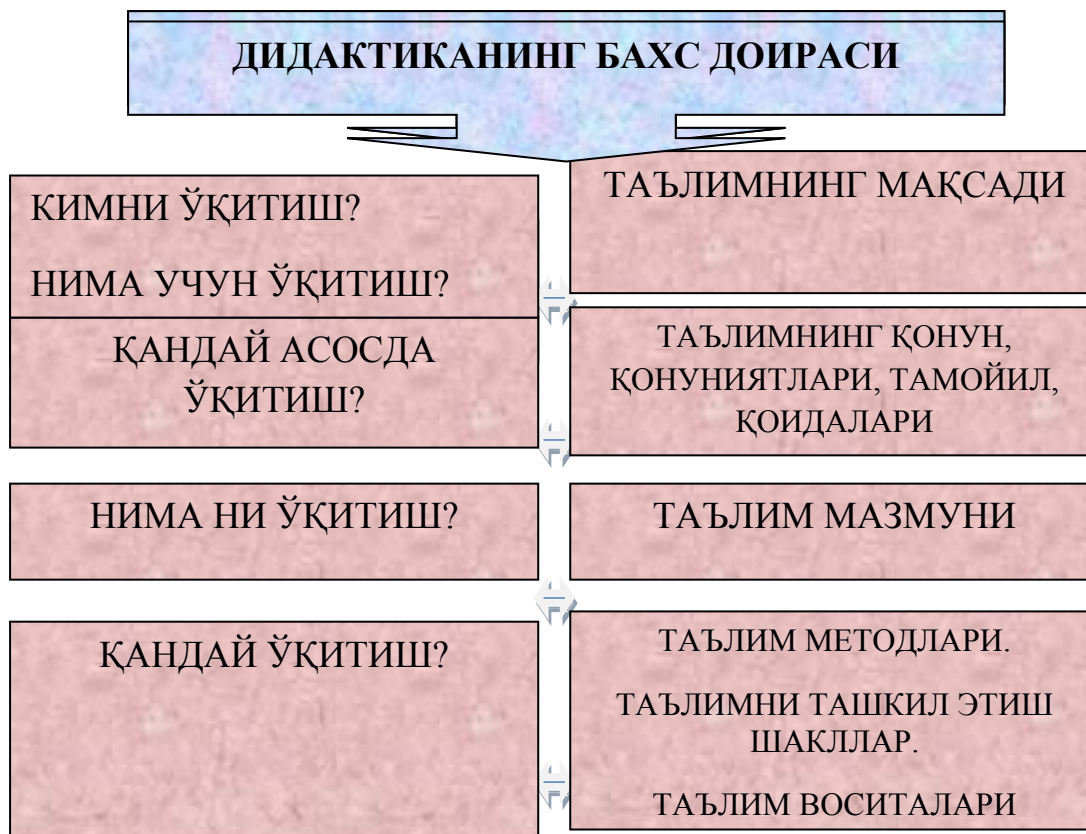 ДИДАКТИКАНИНГ БАХС ДОИРАСИ
КИМНИ ЎҚИТИШ?
НИМА УЧУН ЎҚИТИШ?
ТАЪЛИМНИНГ МАҚСАДИ
ҚАНДАЙ АСОСДА
ЎҚИТИШ?
ТАЪЛИМНИНГ ҚОНУН,
ҚОНУНИЯТЛАРИ, ТАМОЙИЛ,
ҚОИДАЛАРИ
НИМА НИ ЎҚИТИШ?
ТАЪЛИМ МАЗМУНИ
ҚАНДАЙ ЎҚИТИШ?
ТАЪЛИМ МЕТОДЛАРИ.
ТАЪЛИМНИ ТАШКИЛ ЭТИШ
ШАКЛЛАР.
ТАЪЛИМ ВОСИТАЛАРИ